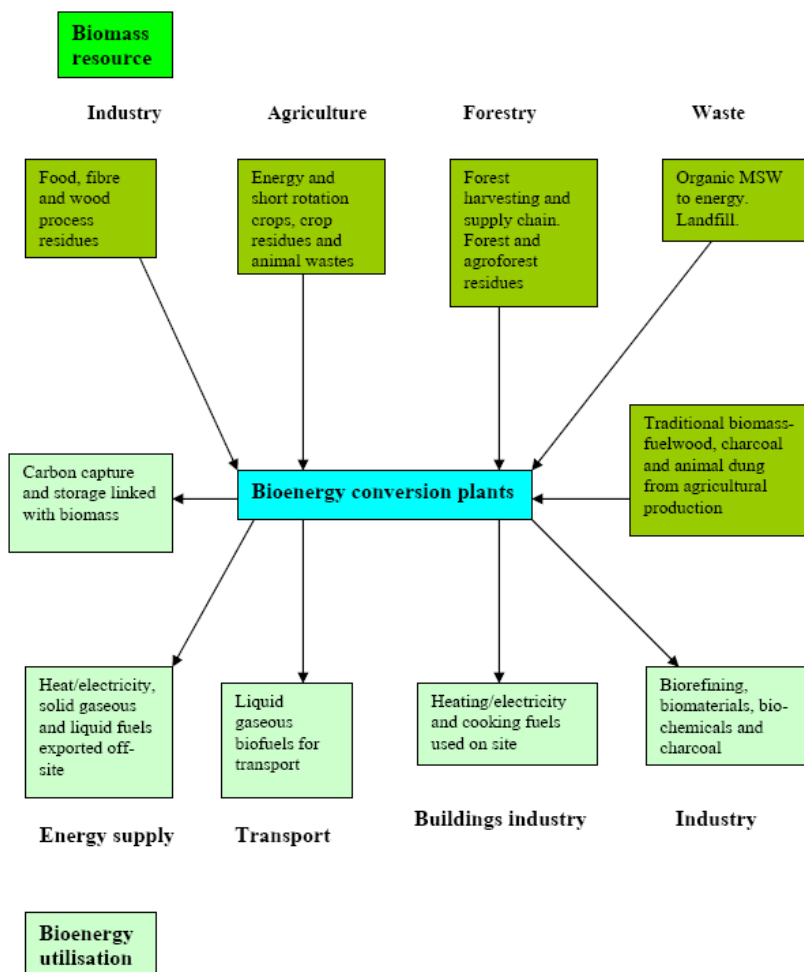 Biomass
resource
Industry
Agriculture
Forestry
Waste
Food, fibre
and wood
process
residues
Energy and
short rotation
crops, crop
residues and
animal wastes
Forest
harvesting and
supply chain.
Forest and
agroforest
residues
Organic MSW
to energy.
Landfill.
Traditional biomass-
fuelwood, charcoal
and animal dung
from agricultural
production
Carbon capture
and storage linked
with biomass
Bioenergy conversion plants
Heat/electricity,
solid gaseous
and liquid fuels
exported off-
site
Liquid
gaseous
biofuels for
transport
Heating/electricity
and cooking fuels
used on site
Biorefining,
biomaterials, bio-
chemicals and
charcoal
Energy supply
Transport
Buildings industry
Industry
Bioenergy
utilisation